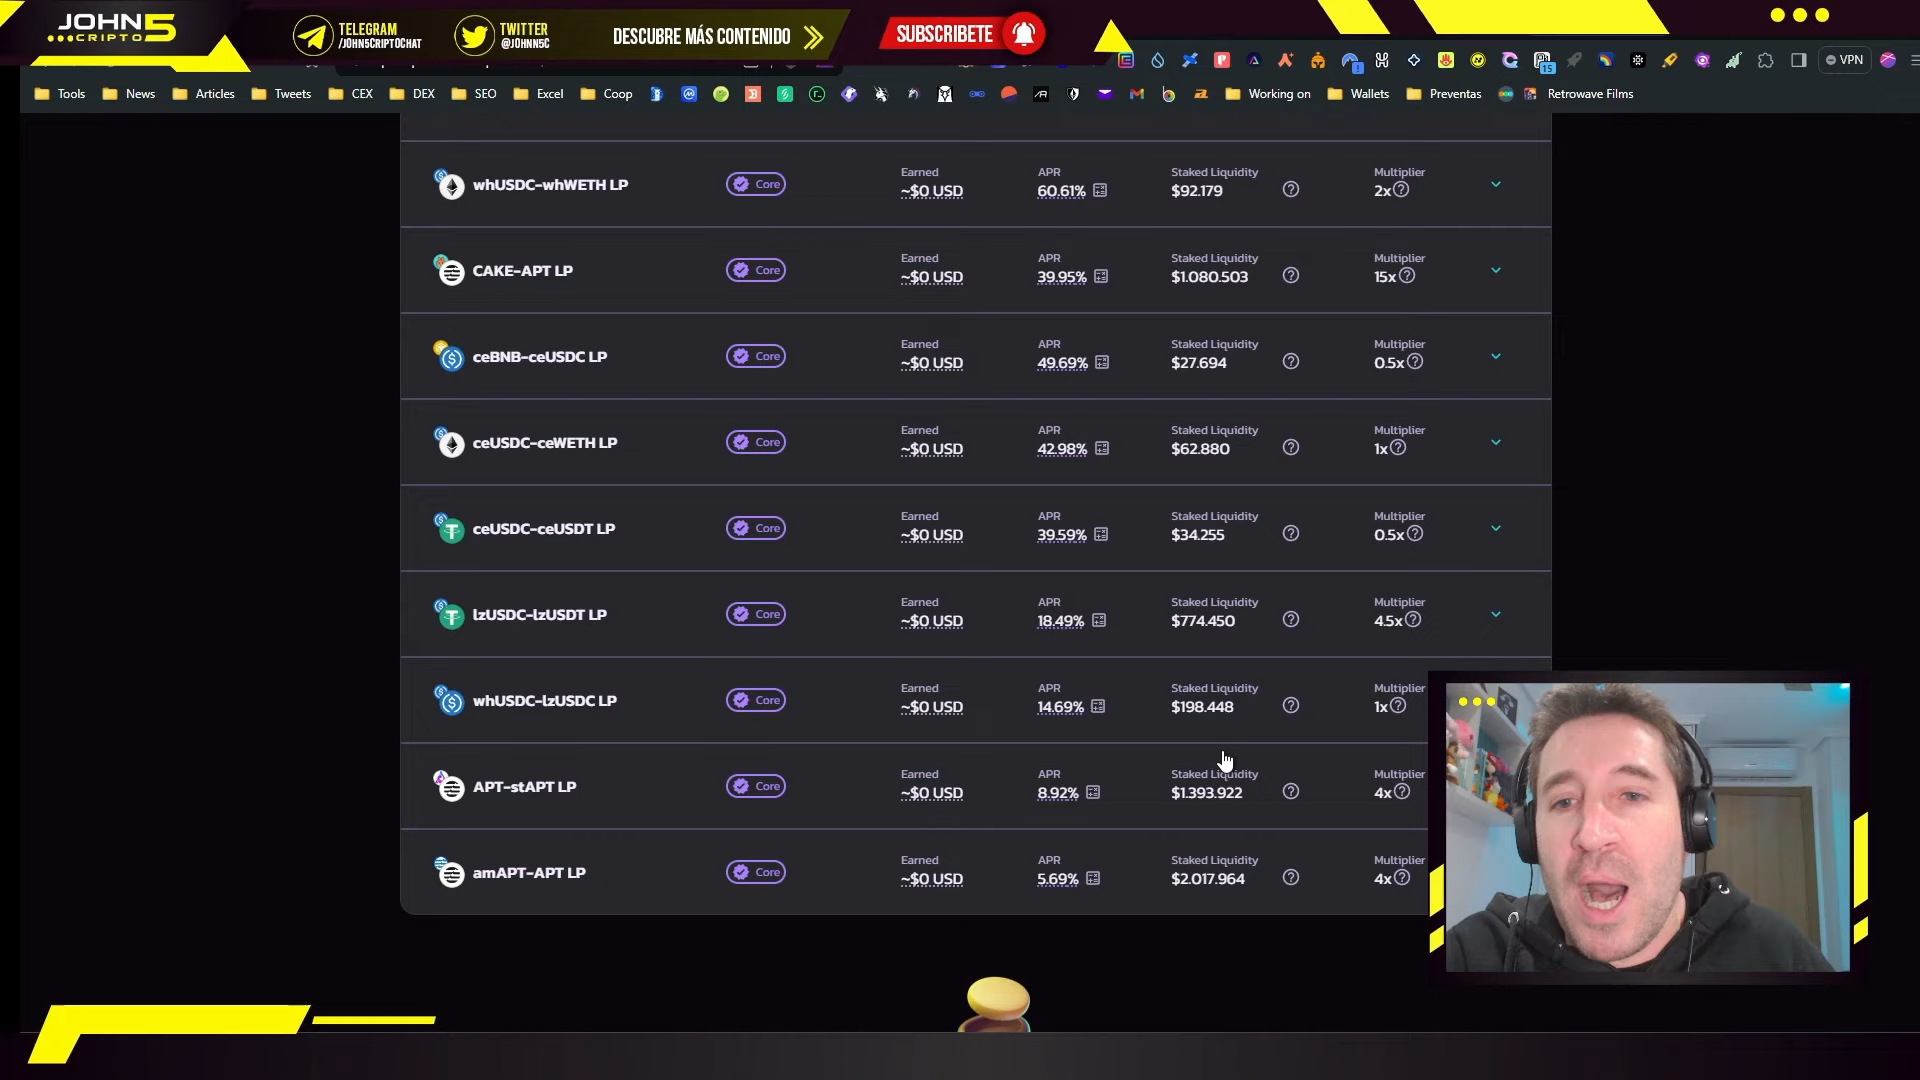 JOHN 5
CRIPTO
TELEGRAM
/JOHN5CRIPTOCHAT
TWITTER
@J0HNN5C
DESCUBRE MÁS CONTENIDO
SUBSCRIBETE
15
VPN
Tools
News
Articles
Tweets
CEX
DEX
SEO
Excel
Coop
Working on
Wallets
Preventas
Retrowave Films
whUSDC-whWETH LP
Core
Earned
~$0 USD
APR
60.61%
Staked Liquidity
$92.179
Multiplier
2x
CAKE-APT LP
Core
Earned
~$0 USD
APR
39.95%
Staked Liquidity
$1.080.503
Multiplier
15x
ceBNB-ceUSDC LP
Core
Earned
~$0 USD
APR
49.69%
Staked Liquidity
$27.694
Multiplier
0.5x
ceUSDC-ceWETH LP
Core
Earned
~$0 USD
APR
42.98%
Staked Liquidity
$62.880
Multiplier
1x
ceUSDC-ceUSDT LP
Core
Earned
~$0 USD
APR
39.59%
Staked Liquidity
$34.255
Multiplier
0.5x
lzUSDC-lzUSDT LP
Core
Earned
~$0 USD
APR
18.49%
Staked Liquidity
$774.450
Multiplier
4.5x
whUSDC-lzUSDC LP
Core
Earned
~$0 USD
APR
14.69%
Staked Liquidity
$198.448
Multiplier
1x
APT-stAPT LP
Core
Earned
~$0 USD
APR
8.92%
Staked Liquidity
$1.393.922
Multiplier
4x
amAPT-APT LP
Core
Earned
~$0 USD
APR
5.69%
Staked Liquidity
$2.017.964
Multiplier
4x